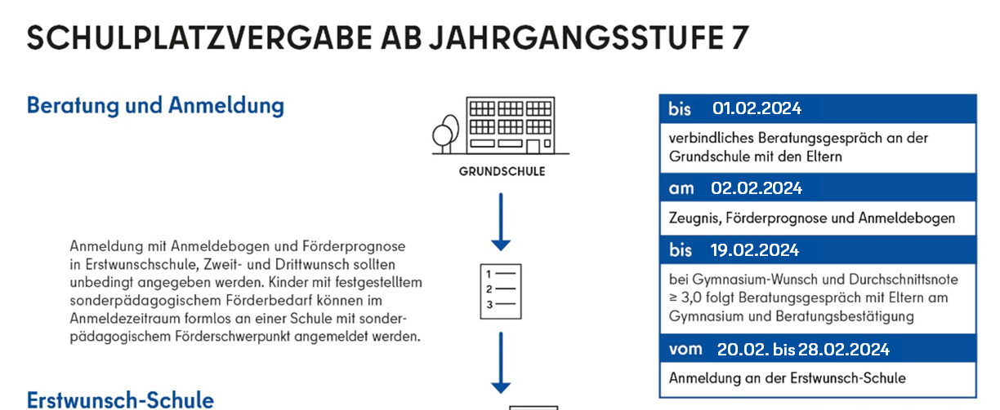 SCHULPLATZVERGABE AB JAHRGANGSSTUFE 7
Beratung und Anmeldung
GRUNDSCHULE
Anmeldung mit Anmeldebogen und Förderprognose
in Erstwunschschule, Zweit- und Drittwunsch sollten
unbedingt angegeben werden. Kinder mit festgestelltem
sonderpädagogischem Förderbedarf können im
Anmeldezeitraum formlos an einer Schule mit sonder-
pädagogischem Förderschwerpunkt angemeldet werden.
1
2
3
bis 01.02.2024
verbindliches Beratungsgespräch an der
Grundschule mit den Eltern
am 02.02.2024
Zeugnis, Förderprognose und Anmeldebogen
bis 19.02.2024
bei Gymnasium-Wunsch und Durchschnittsnote
≥ 3,0 folgt Beratungsgespräch mit Eltern am
Gymnasium und Beratungsbestätigung
vom 20.02. bis 28.02.2024
Anmeldung an der Erstwunsch-Schule
Erstwunsch-Schule